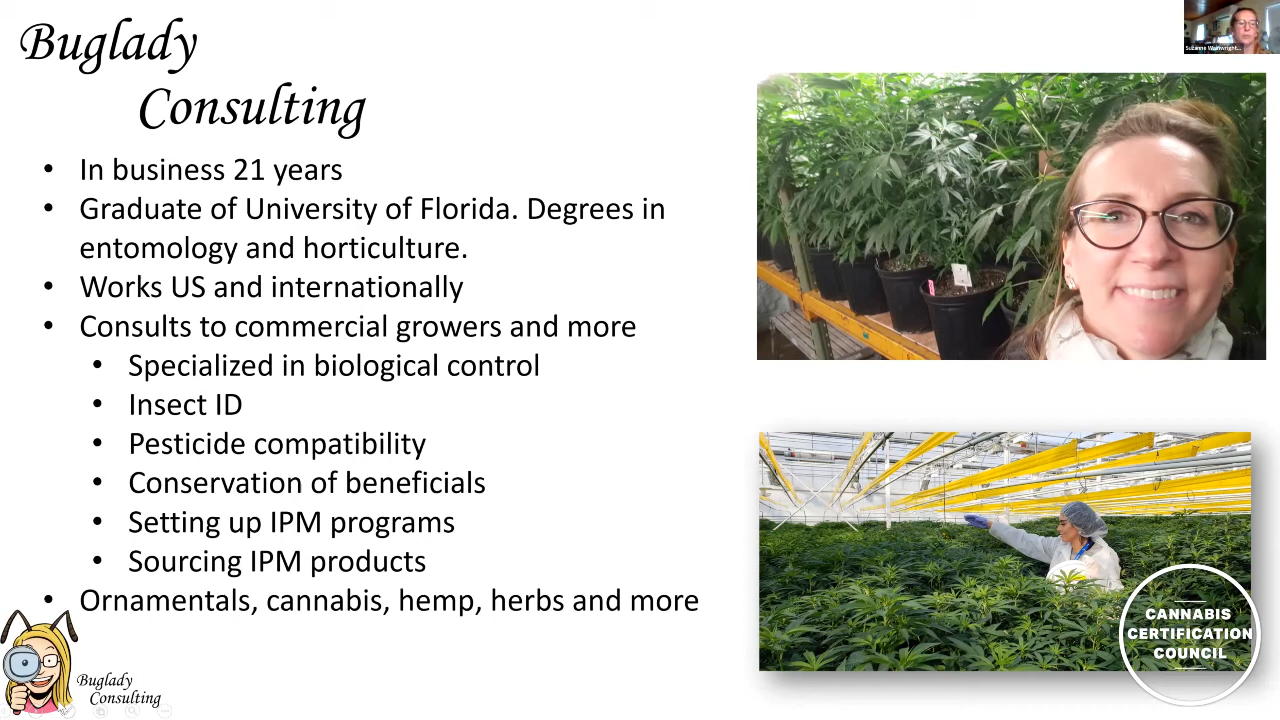 Buglady
Consulting
Suzanne Wainwright...
• In business 21 years
• Graduate of University of Florida. Degrees in
entomology and horticulture.
• Works US and internationally
• Consults to commercial growers and more
• Specialized in biological control
• Insect ID
• Pesticide compatibility
• Conservation of beneficials
• Setting up IPM programs
• Sourcing IPM products
• Ornamentals, cannabis, hemp, herbs and more
CANNABIS
CERTIFICATION
COUNCIL
Buglady
Consulting